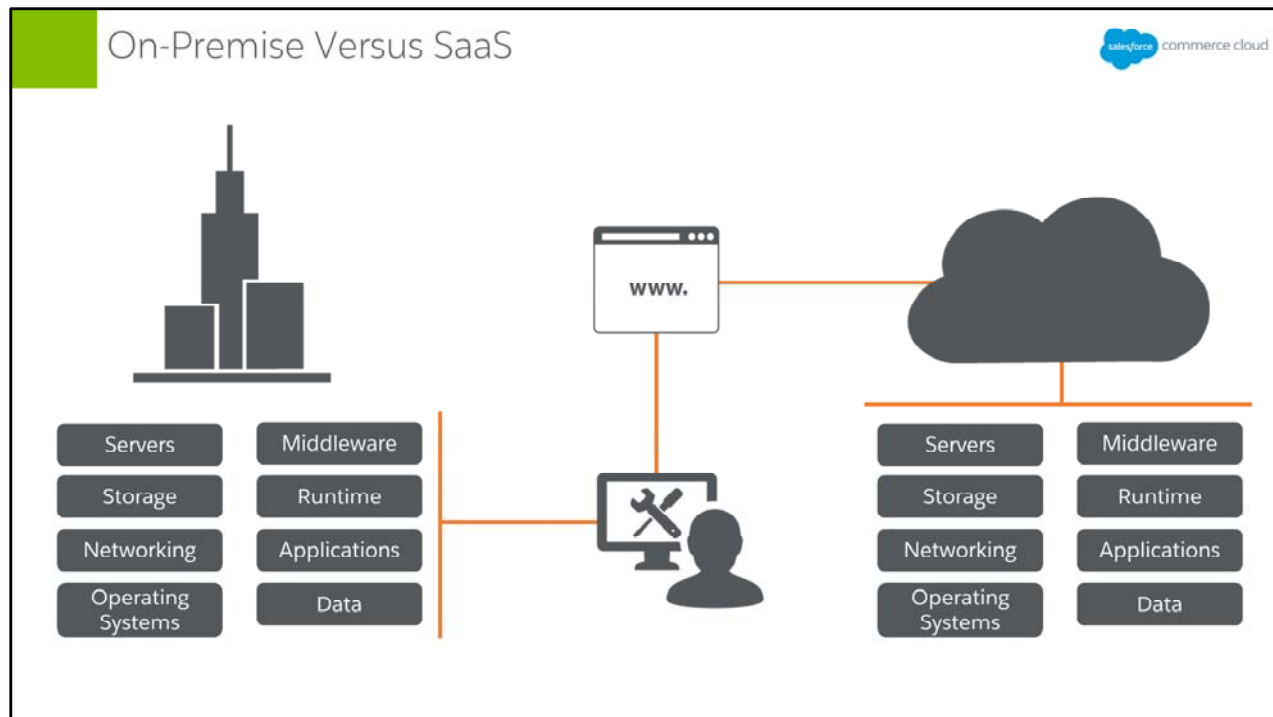 On-Premise Versus SaaS
salesforce commerce cloud
www.
Servers
Middleware
Storage
Runtime
Networking
Applications
Operating
Systems
Data
Servers
Middleware
Storage
Runtime
Networking
Applications
Operating
Systems
Data